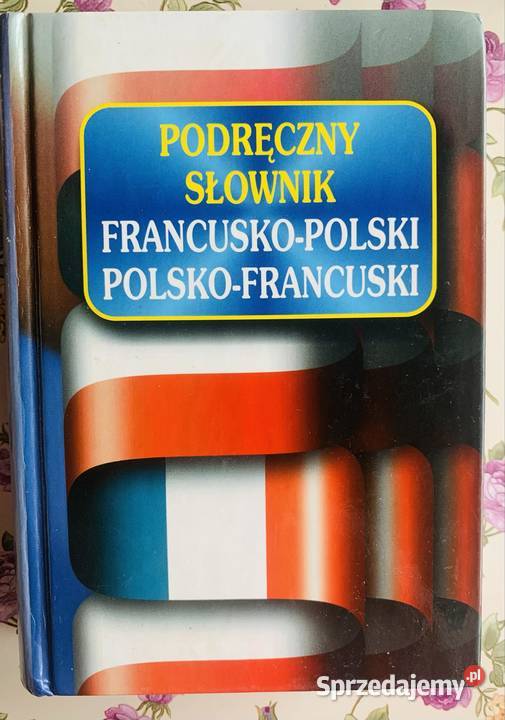 PODRĘCZNY
SŁOWNIK
FRANCUSKO-POLSKI
POLSKO-FRANCUSKI
Sprzedajemy.pl